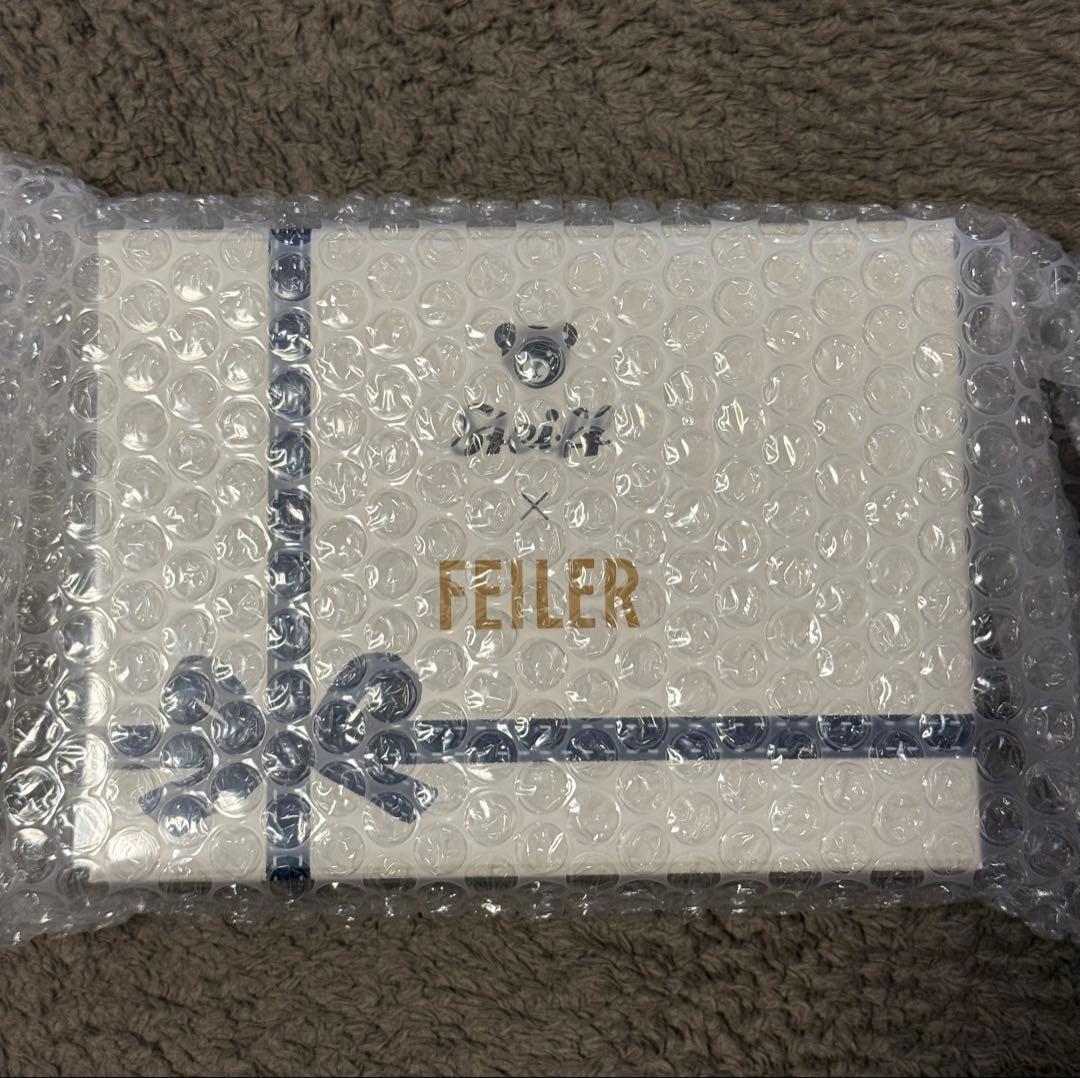 Steiff
×
FEILER